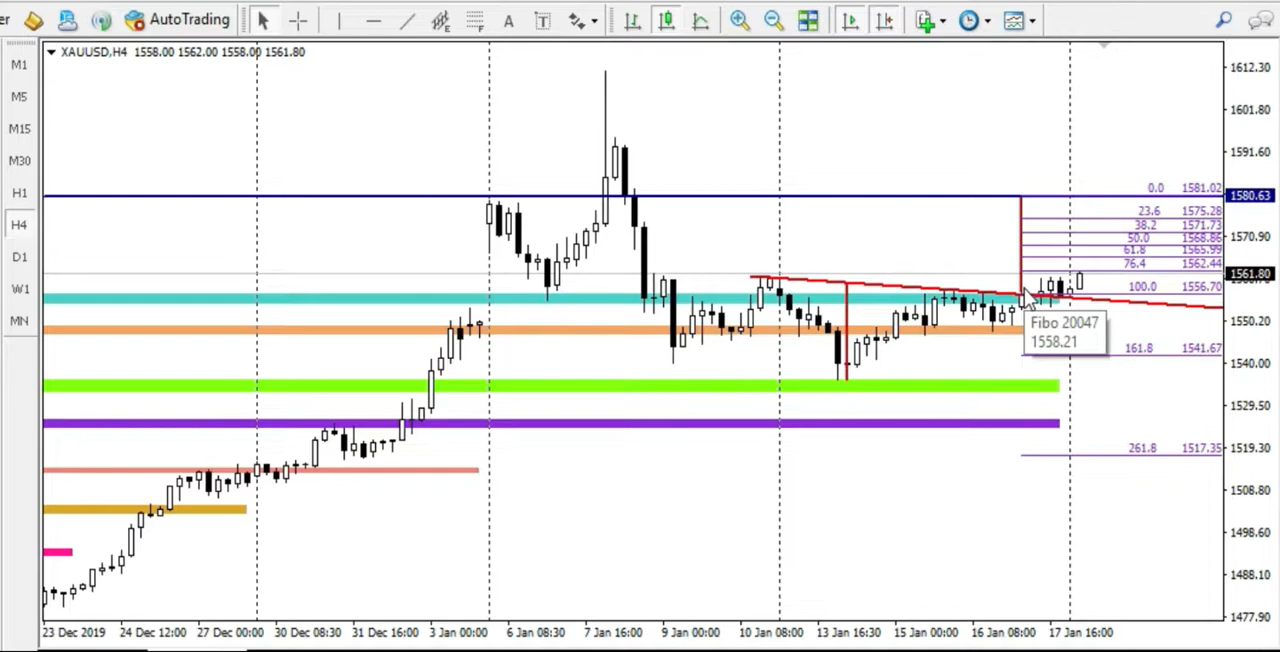 er AutoTrading A T
XAUUSD,H4 1558.00 1562.00 1558.00 1561.80
M1
M5
M15
M30
H1
H4
D1
W1
MN
1612.30
1601.80
1591.60
0.0 1581.02
1580.63
23.6 1575.28
38.2 1571.73
1570.90
50.0 1568.86
61.8 1565.99
76.4 1562.44
1561.80
100.0 1556.70
Fibo 20047
1558.21
1550.20
161.8 1541.67
1540.00
1529.50
1519.30
261.8 1517.35
1508.80
1498.60
1488.10
1477.90
23 Dec 2019 24 Dec 12:00 27 Dec 00:00 30 Dec 08:30 31 Dec 16:00 3 Jan 00:00 6 Jan 08:30 7 Jan 16:00 9 Jan 00:00 10 Jan 08:00 13 Jan 16:30 15 Jan 00:00 16 Jan 08:00 17 Jan 16:00